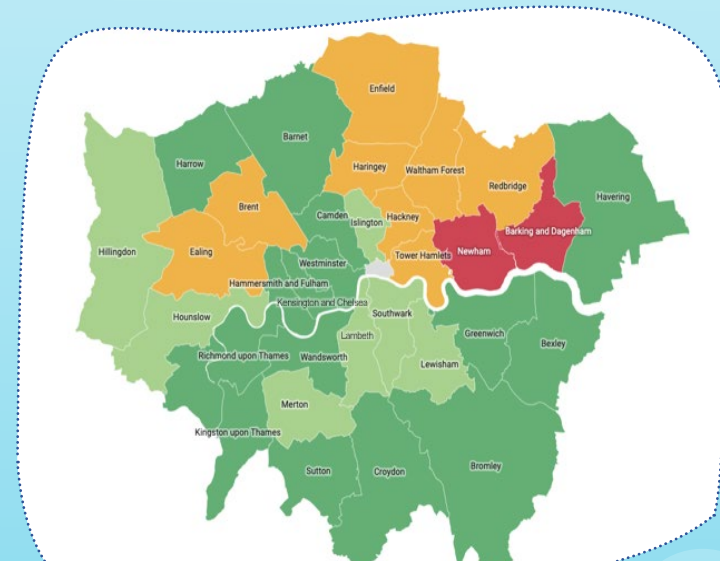 Enfield
Barnet
Harrow
Haringey
Waltham Forest
Redbridge
Havering
Brent
Camden
Islington
Hackney
Barking and Dagenham
Hillingdon
Ealing
Westminster
Tower Hamlets
Newham
Hammersmith and Fulham
Kensington and Chelsea
Hounslow
Southwark
Lambeth
Greenwich
Bexley
Richmond upon Thames
Wandsworth
Lewisham
Merton
Kingston upon Thames
Sutton
Croydon
Bromley